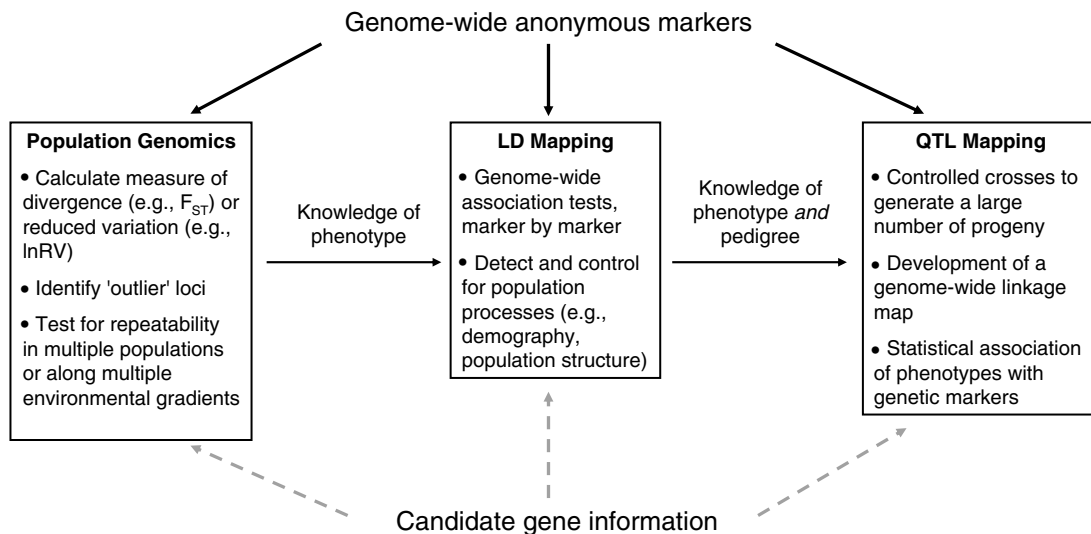 Genome-wide anonymous markers
Population Genomics
• Calculate measure of
divergence (e.g., FST) or
reduced variation (e.g.,
lnRV)
• Identify 'outlier' loci
• Test for repeatability
in multiple populations
or along multiple
environmental gradients
Knowledge of
phenotype
LD Mapping
• Genome-wide
association tests,
marker by marker
• Detect and control
for population
processes (e.g.,
demography,
population structure)
Knowledge of
phenotype and
pedigree
QTL Mapping
• Controlled crosses to
generate a large
number of progeny
• Development of a
genome-wide linkage
map
• Statistical association
of phenotypes with
genetic markers
Candidate gene information